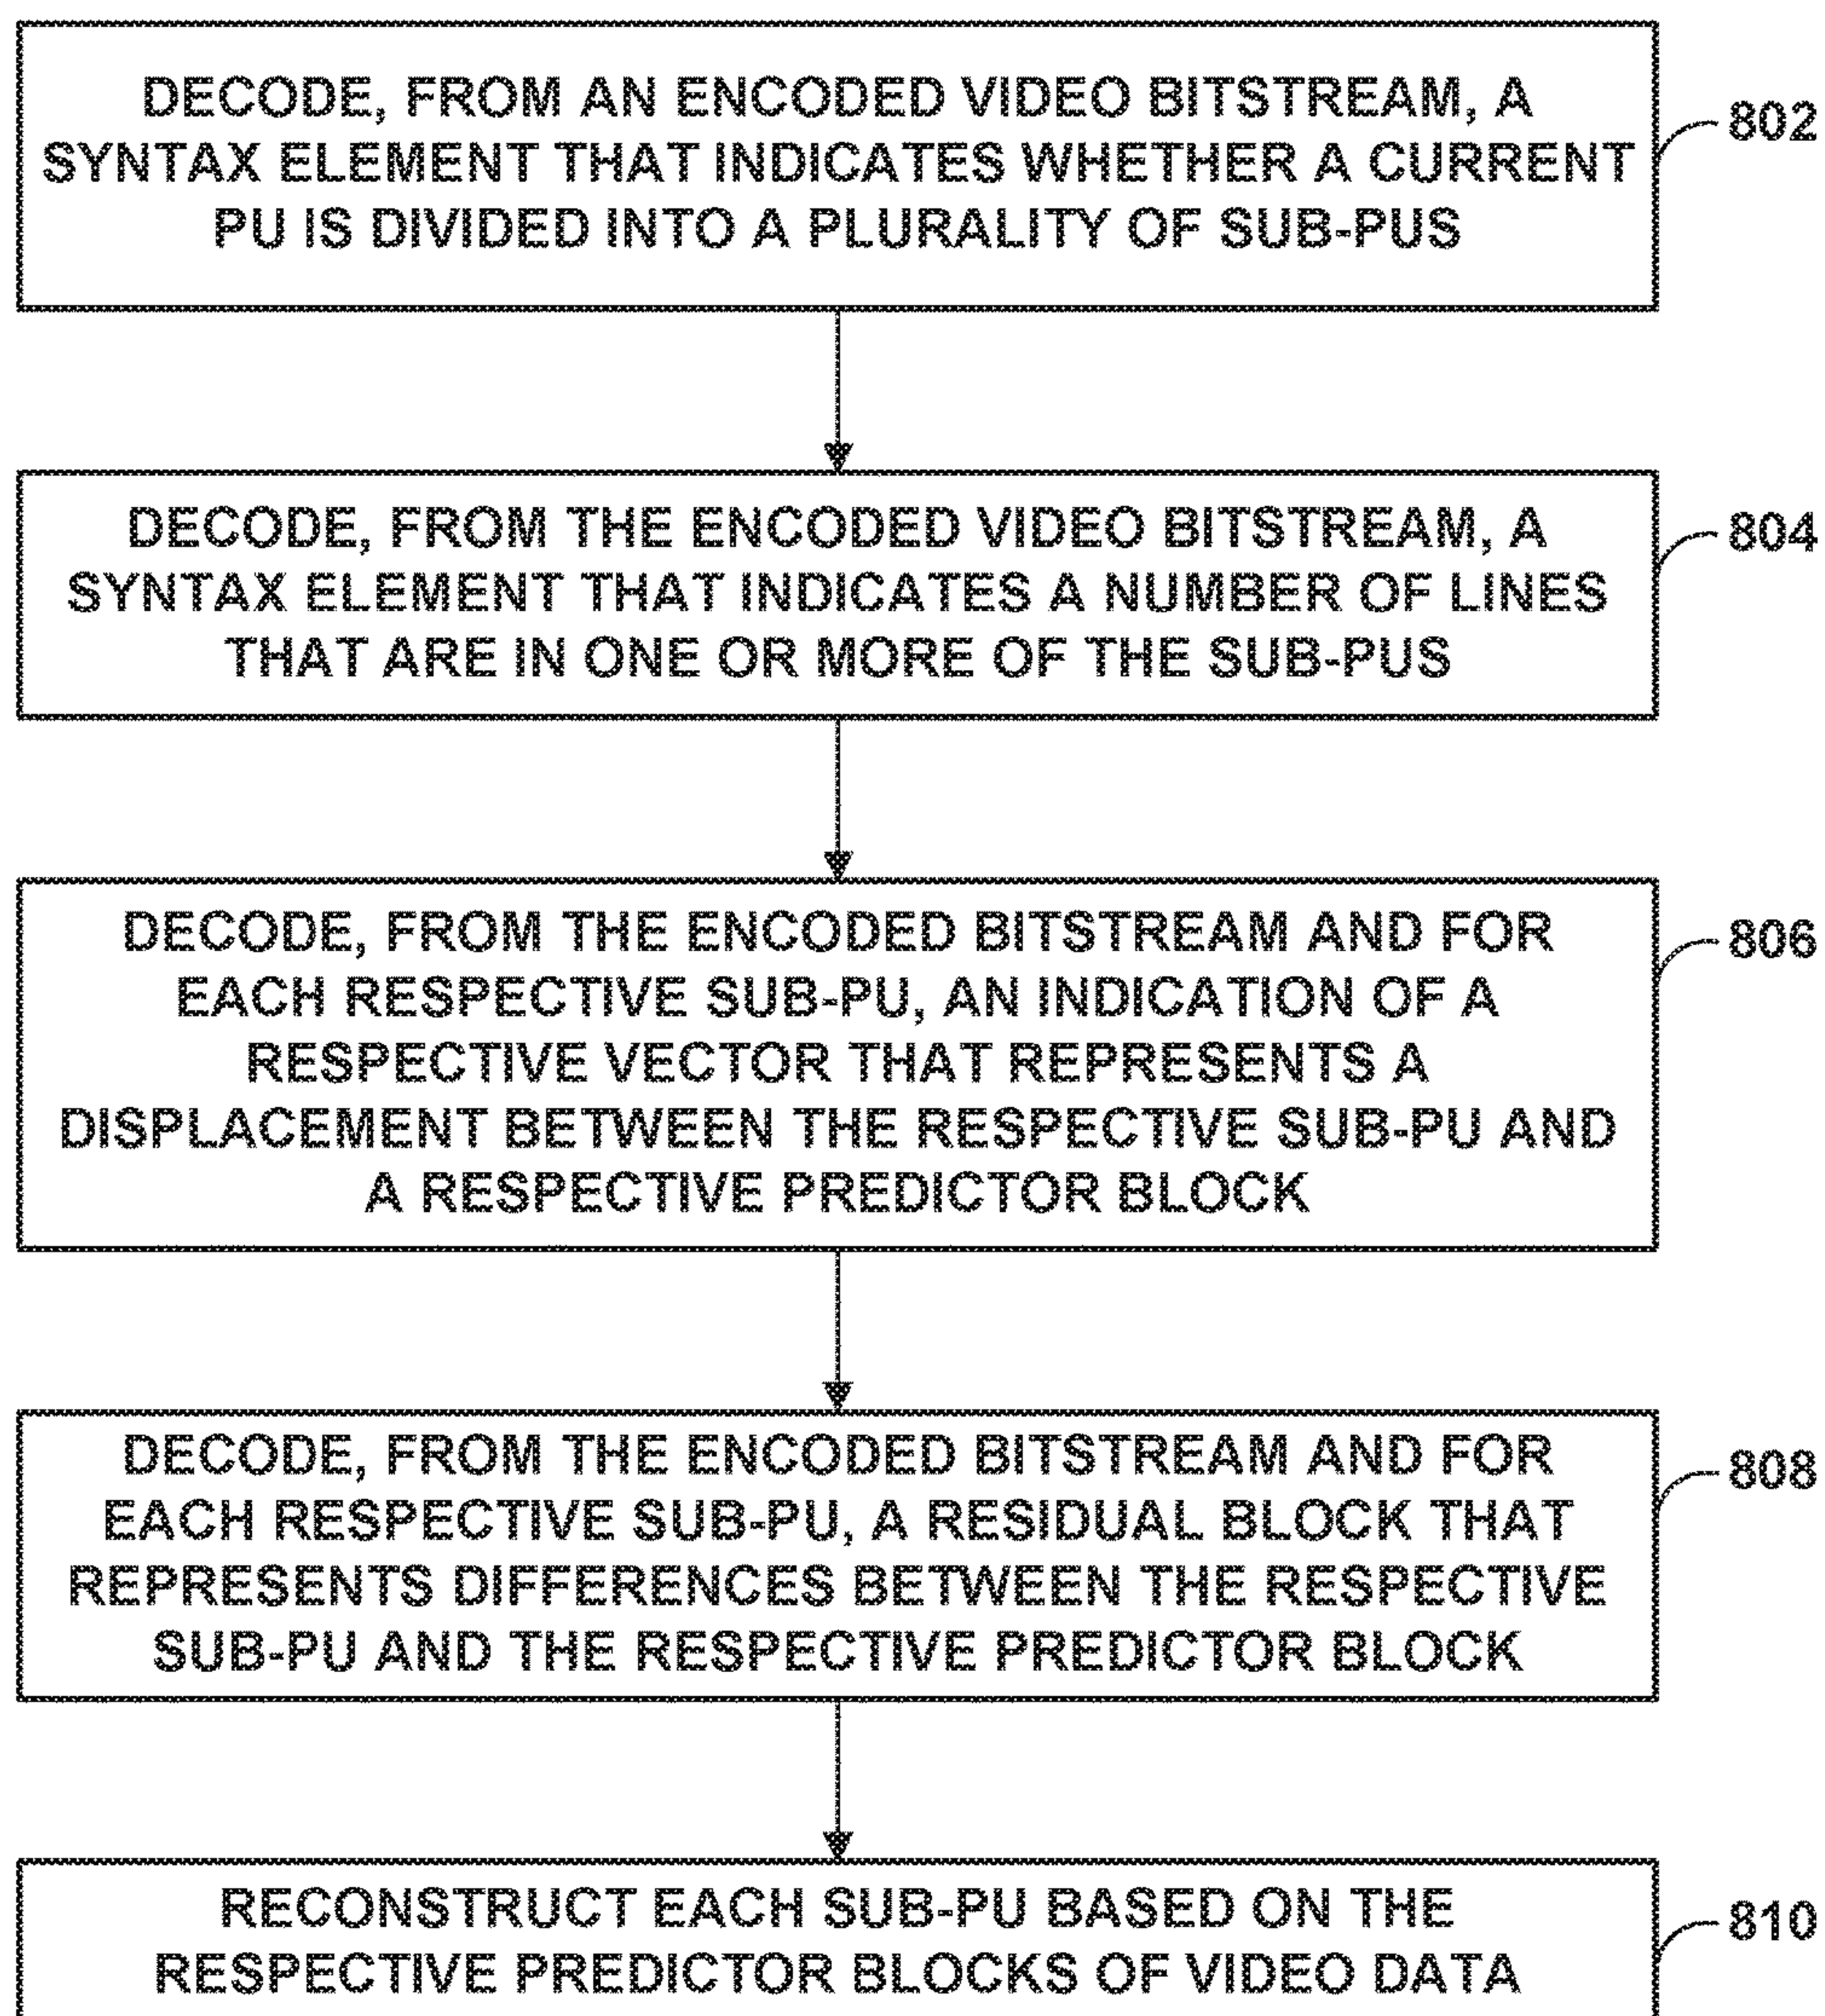 DECODE, FROM AN ENCODED VIDEO BITSTREAM, A
SYNTAX ELEMENT THAT INDICATES WHETHER A CURRENT
PU IS DIVIDED INTO A PLURALITY OF SUB-PUS
802
DECODE, FROM THE ENCODED VIDEO BITSTREAM, A
SYNTAX ELEMENT THAT INDICATES A NUMBER OF LINES
THAT ARE IN ONE OR MORE OF THE SUB-PUS
804
DECODE, FROM THE ENCODED BITSTREAM AND FOR
EACH RESPECTIVE SUB-PU, AN INDICATION OF A
RESPECTIVE VECTOR THAT REPRESENTS A
DISPLACEMENT BETWEEN THE RESPECTIVE SUB-PU AND
A RESPECTIVE PREDICTOR BLOCK
806
DECODE, FROM THE ENCODED BITSTREAM AND FOR
EACH RESPECTIVE SUB-PU, A RESIDUAL BLOCK THAT
REPRESENTS DIFFERENCES BETWEEN THE RESPECTIVE
SUB-PU AND THE RESPECTIVE PREDICTOR BLOCK
808
RECONSTRUCT EACH SUB-PU BASED ON THE
RESPECTIVE PREDICTOR BLOCKS OF VIDEO DATA
810